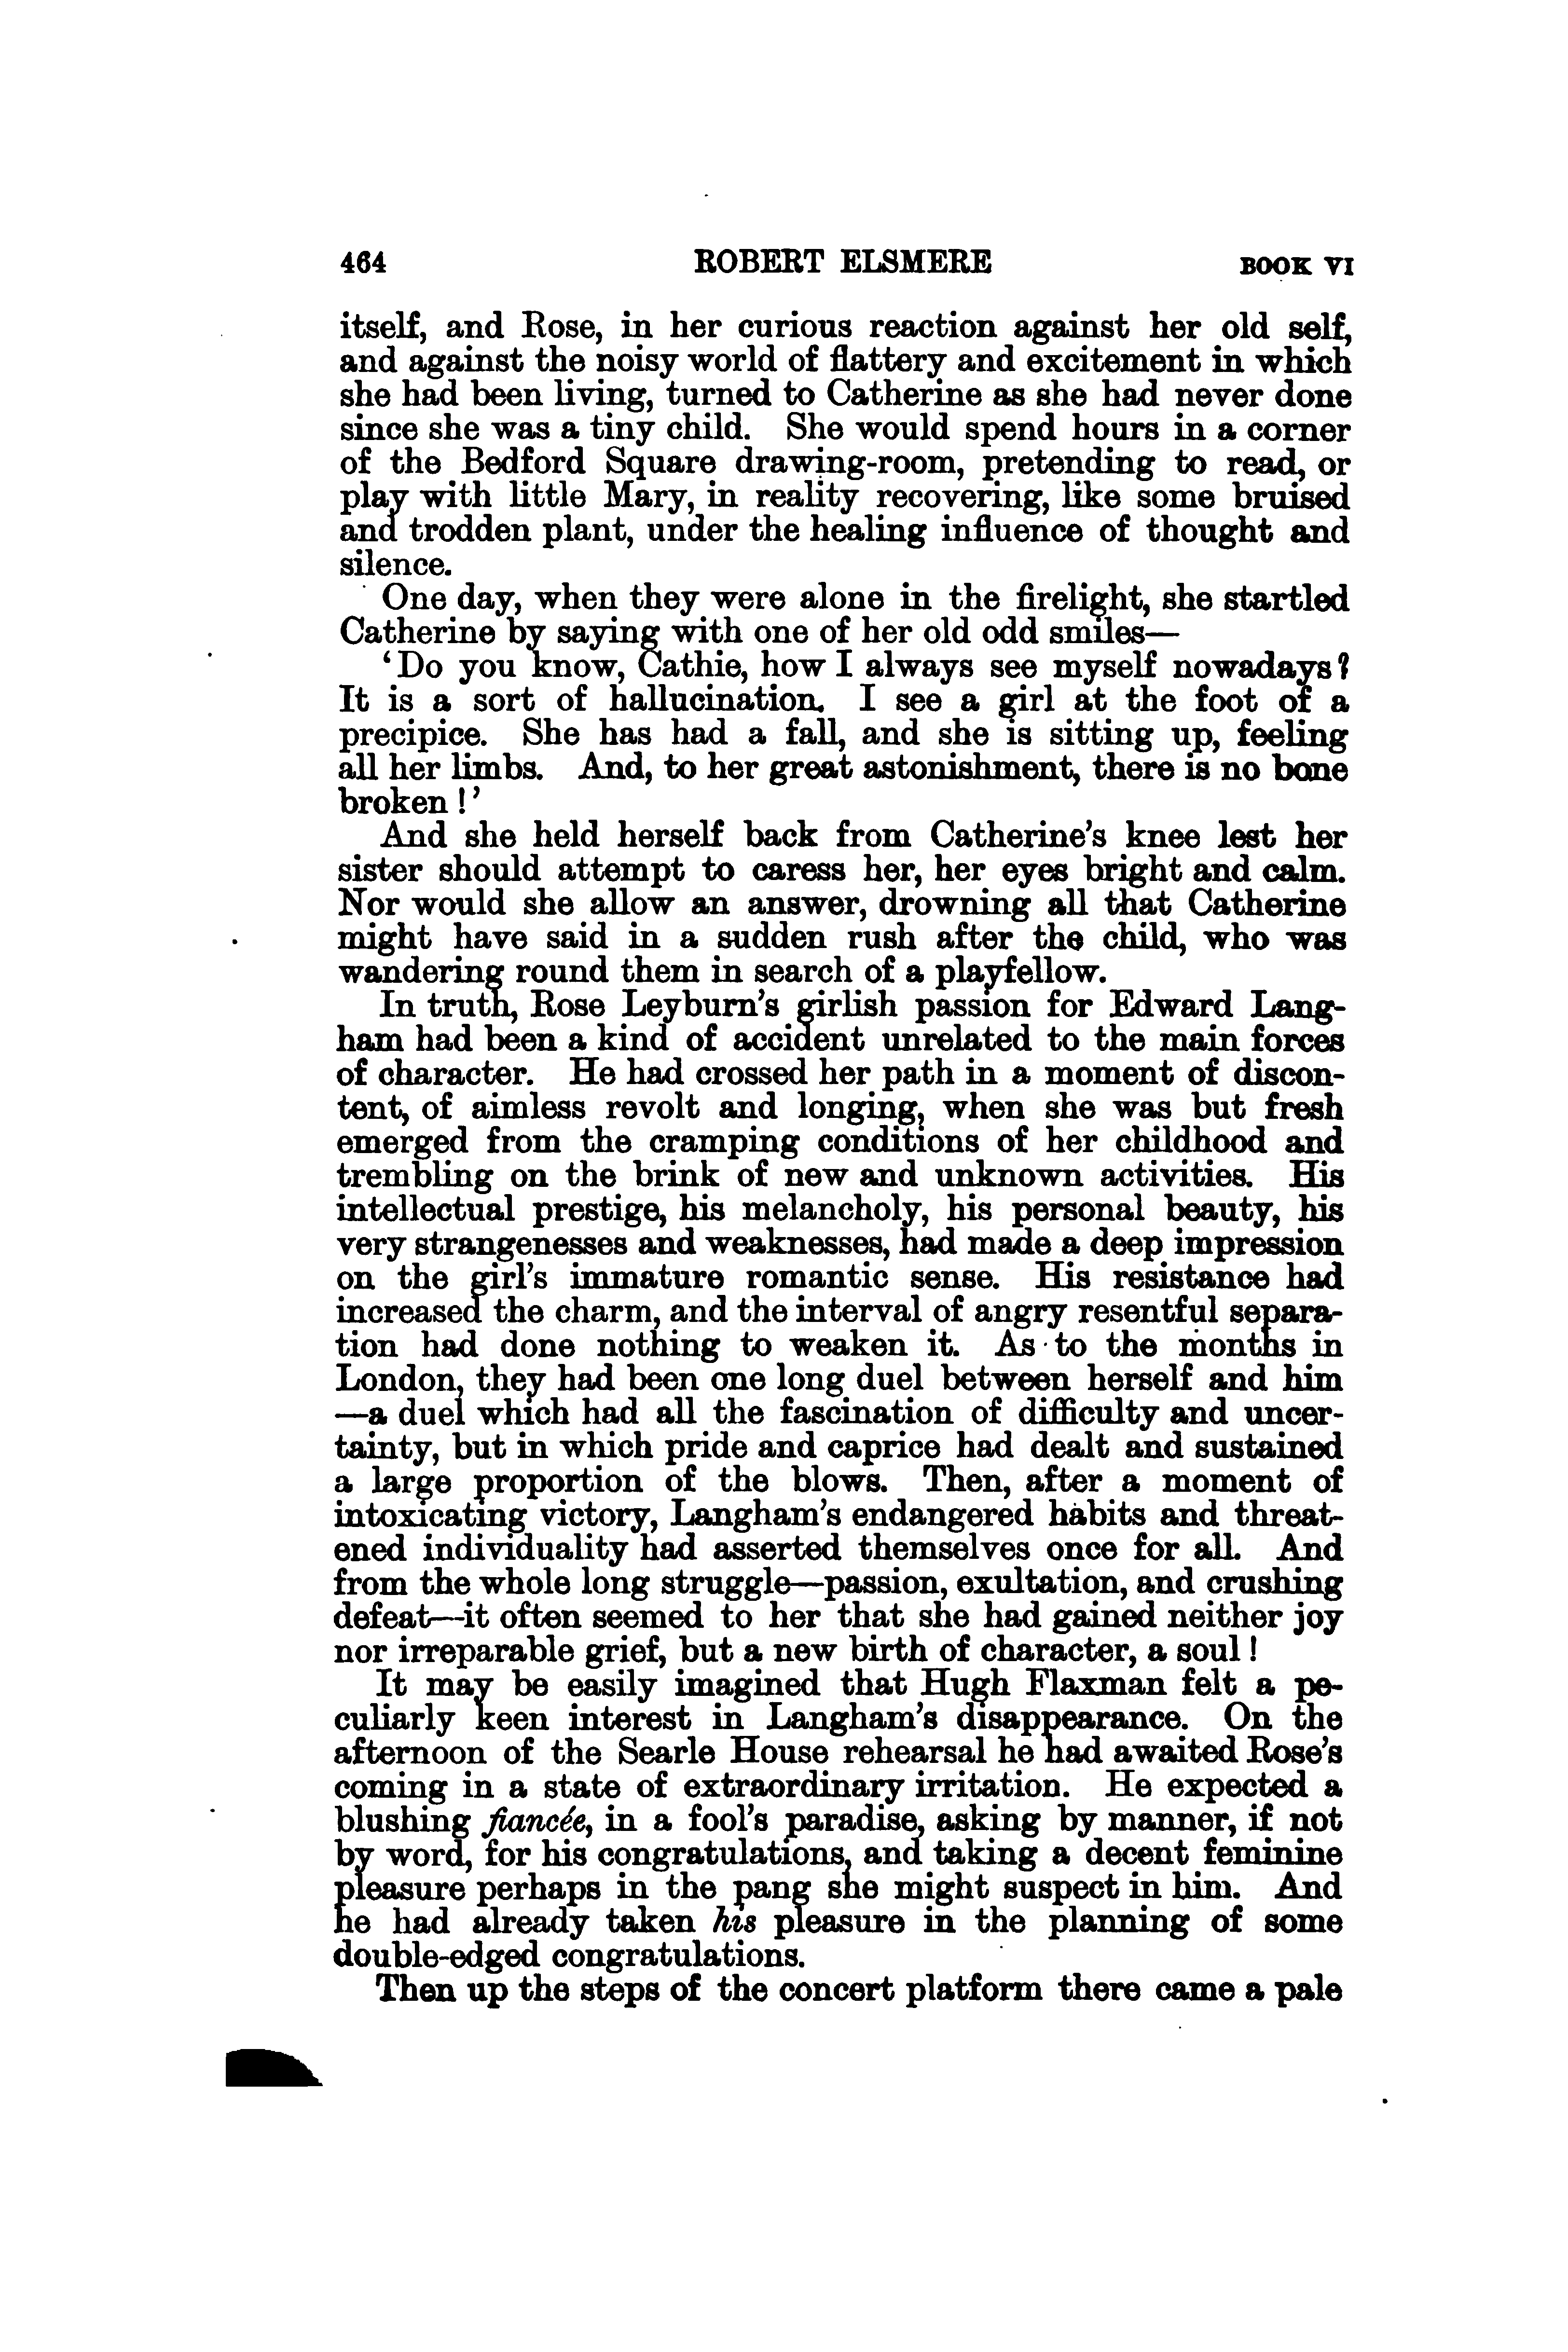 464 ROBERT ELSMERE BOOK VI
itself, and Rose, in her curious reaction against her old self,
and against the noisy world of flattery and excitement in which
she had been living, turned to Catherine as she had never done
since she was a tiny child. She would spend hours in a corner
of the Bedford Square drawing-room, pretending to read, or
play with little Mary, in reality recovering, like some bruised
and trodden plant, under the healing influence of thought and
silence.
One day, when they were alone in the firelight, she startled
Catherine by saying with one of her old odd smiles—
‘Do you know, Cathie, how I always see myself nowadays?
It is a sort of hallucination. I see a girl at the foot of a
precipice. She has had a fall, and she is sitting up, feeling
all her limbs. And, to her great astonishment, there is no bone
broken!’
And she held herself back from Catherine’s knee lest her
sister should attempt to caress her, her eyes bright and calm.
Nor would she allow an answer, drowning all that Catherine
might have said in a sudden rush after the child, who was
wandering round them in search of a playfellow.
In truth, Rose Leyburn’s girlish passion for Edward Lang-
ham had been a kind of accident unrelated to the main forces
of character. He had crossed her path in a moment of discon-
tent, of aimless revolt and longing, when she was but fresh
emerged from the cramping conditions of her childhood and
trembling on the brink of new and unknown activities. His
intellectual prestige, his melancholy, his personal beauty, his
very strangenesses and weaknesses, had made a deep impression
on the girl’s immature romantic sense. His resistance had
increased the charm, and the interval of angry resentful separa-
tion had done nothing to weaken it. As to the months in
London, they had been one long duel between herself and him
—a duel which had all the fascination of difficulty and uncer-
tainty, but in which pride and caprice had dealt and sustained
a large proportion of the blows. Then, after a moment of
intoxicating victory, Langham’s endangered habits and threat-
ened individuality had asserted themselves once for all. And
from the whole long struggle—passion, exultation, and crushing
defeat—it often seemed to her that she had gained neither joy
nor irreparable grief, but a new birth of character, a soul!
It may be easily imagined that Hugh Flaxman felt a pe-
culiarly keen interest in Langham’s disappearance. On the
afternoon of the Searle House rehearsal he had awaited Rose’s
coming in a state of extraordinary irritation. He expected a
blushing fiancée, in a fool’s paradise, asking by manner, if not
by word, for his congratulations, and taking a decent feminine
pleasure perhaps in the pang she might suspect in him. And
he had already taken his pleasure in the planning of some
double-edged congratulations.
Then up the steps of the concert platform there came a pale